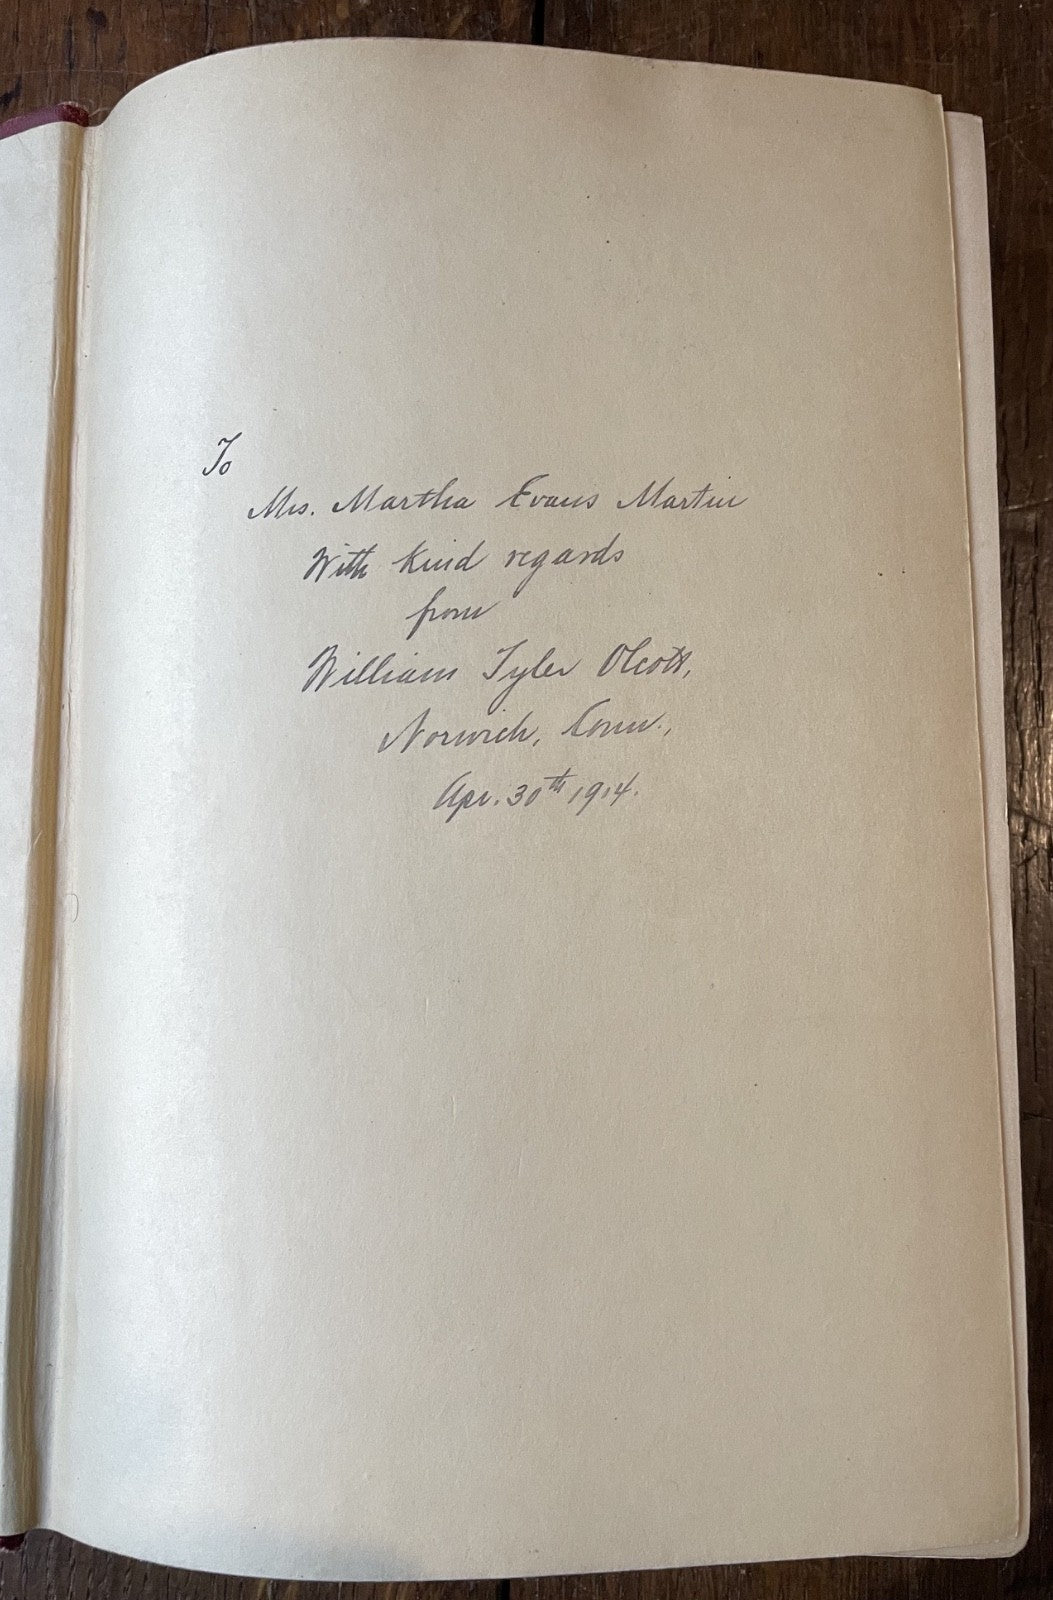 To
Mrs. Martha Evans Martin
With kind regards
from
William Tyler Olcott,
Norwich, Conn.,
Apr. 30th 1914.